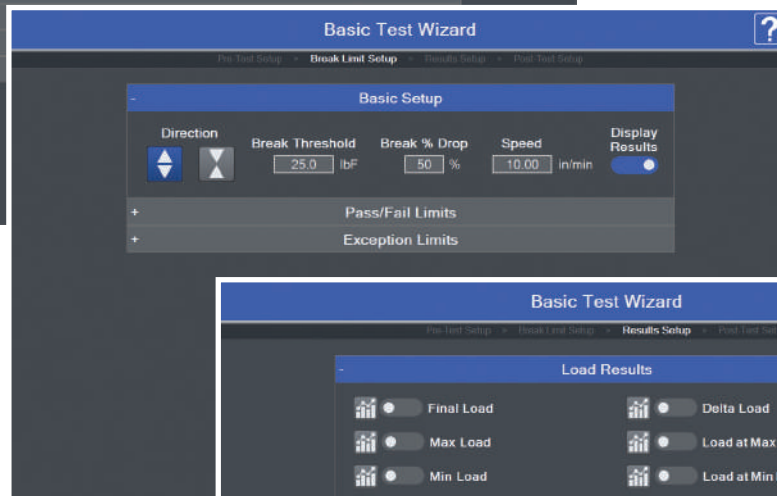 Basic Test Wizard
?
Pre-Test Setup Break Limit Setup Results Setup Post-Test Setup
- Basic Setup
Direction
Break Threshold Break % Drop Speed Display Results
25.0 lbF 50 % 10.00 in/min
+ Pass/Fail Limits
+ Exception Limits
Basic Test Wizard
Pre-Test Setup Break Limit Setup Results Setup Post-Test Set
- Load Results
Final Load Delta Load
Max Load Load at Max
Min Load Load at Min